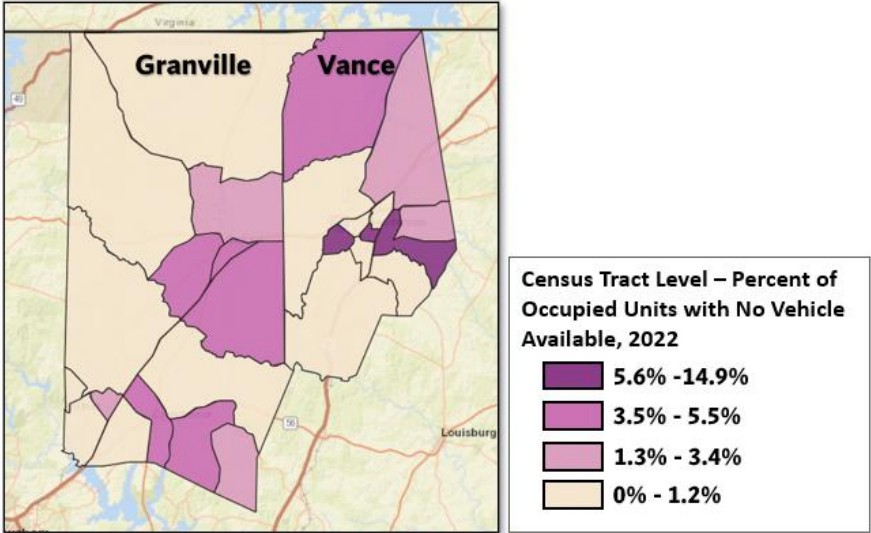 Virginia
Granville
Vance
49
56
Louisburg
Census Tract Level – Percent of
Occupied Units with No Vehicle
Available, 2022
5.6% -14.9%
3.5% - 5.5%
1.3% - 3.4%
0% - 1.2%